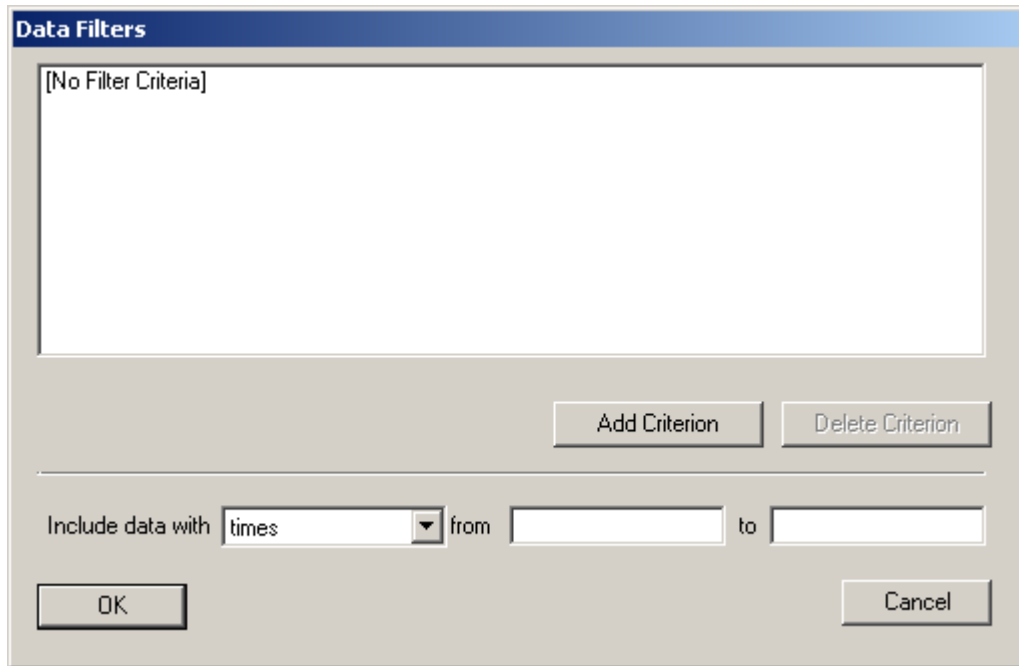 Data Filters
[No Filter Criteria]
Add Criterion Delete Criterion
Include data with times from to
OK Cancel